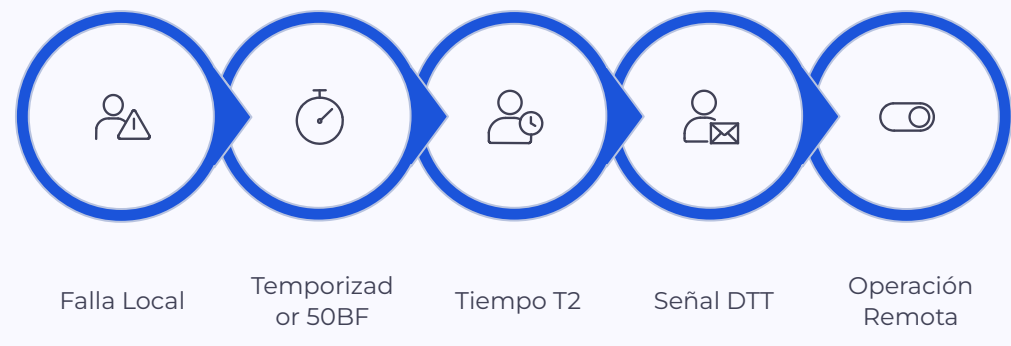 Falla Local
Temporizad
or 50BF
Tiempo T2
Señal DTT
Operación
Remota